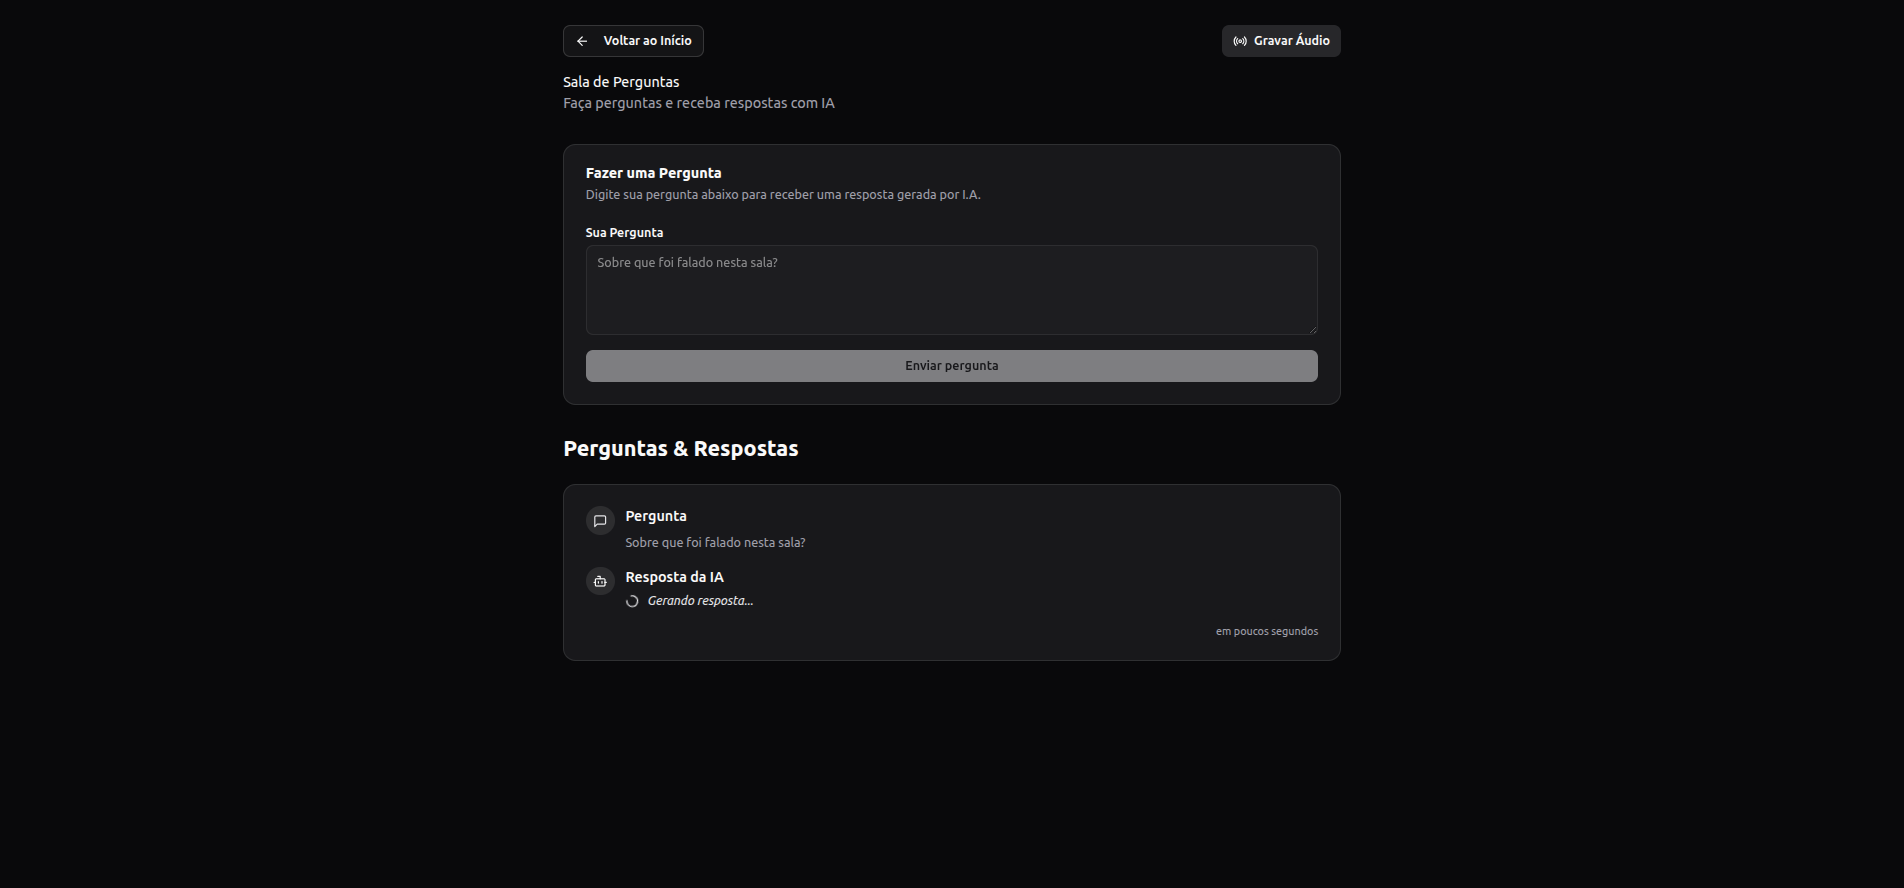 Voltar ao Início
Gravar Áudio
Sala de Perguntas
Faça perguntas e receba respostas com IA
Fazer uma Pergunta
Digite sua pergunta abaixo para receber uma resposta gerada por I.A.
Sua Pergunta
Sobre que foi falado nesta sala?
Enviar pergunta
Perguntas & Respostas
Pergunta
Sobre que foi falado nesta sala?
Resposta da IA
Gerando resposta...
em poucos segundos